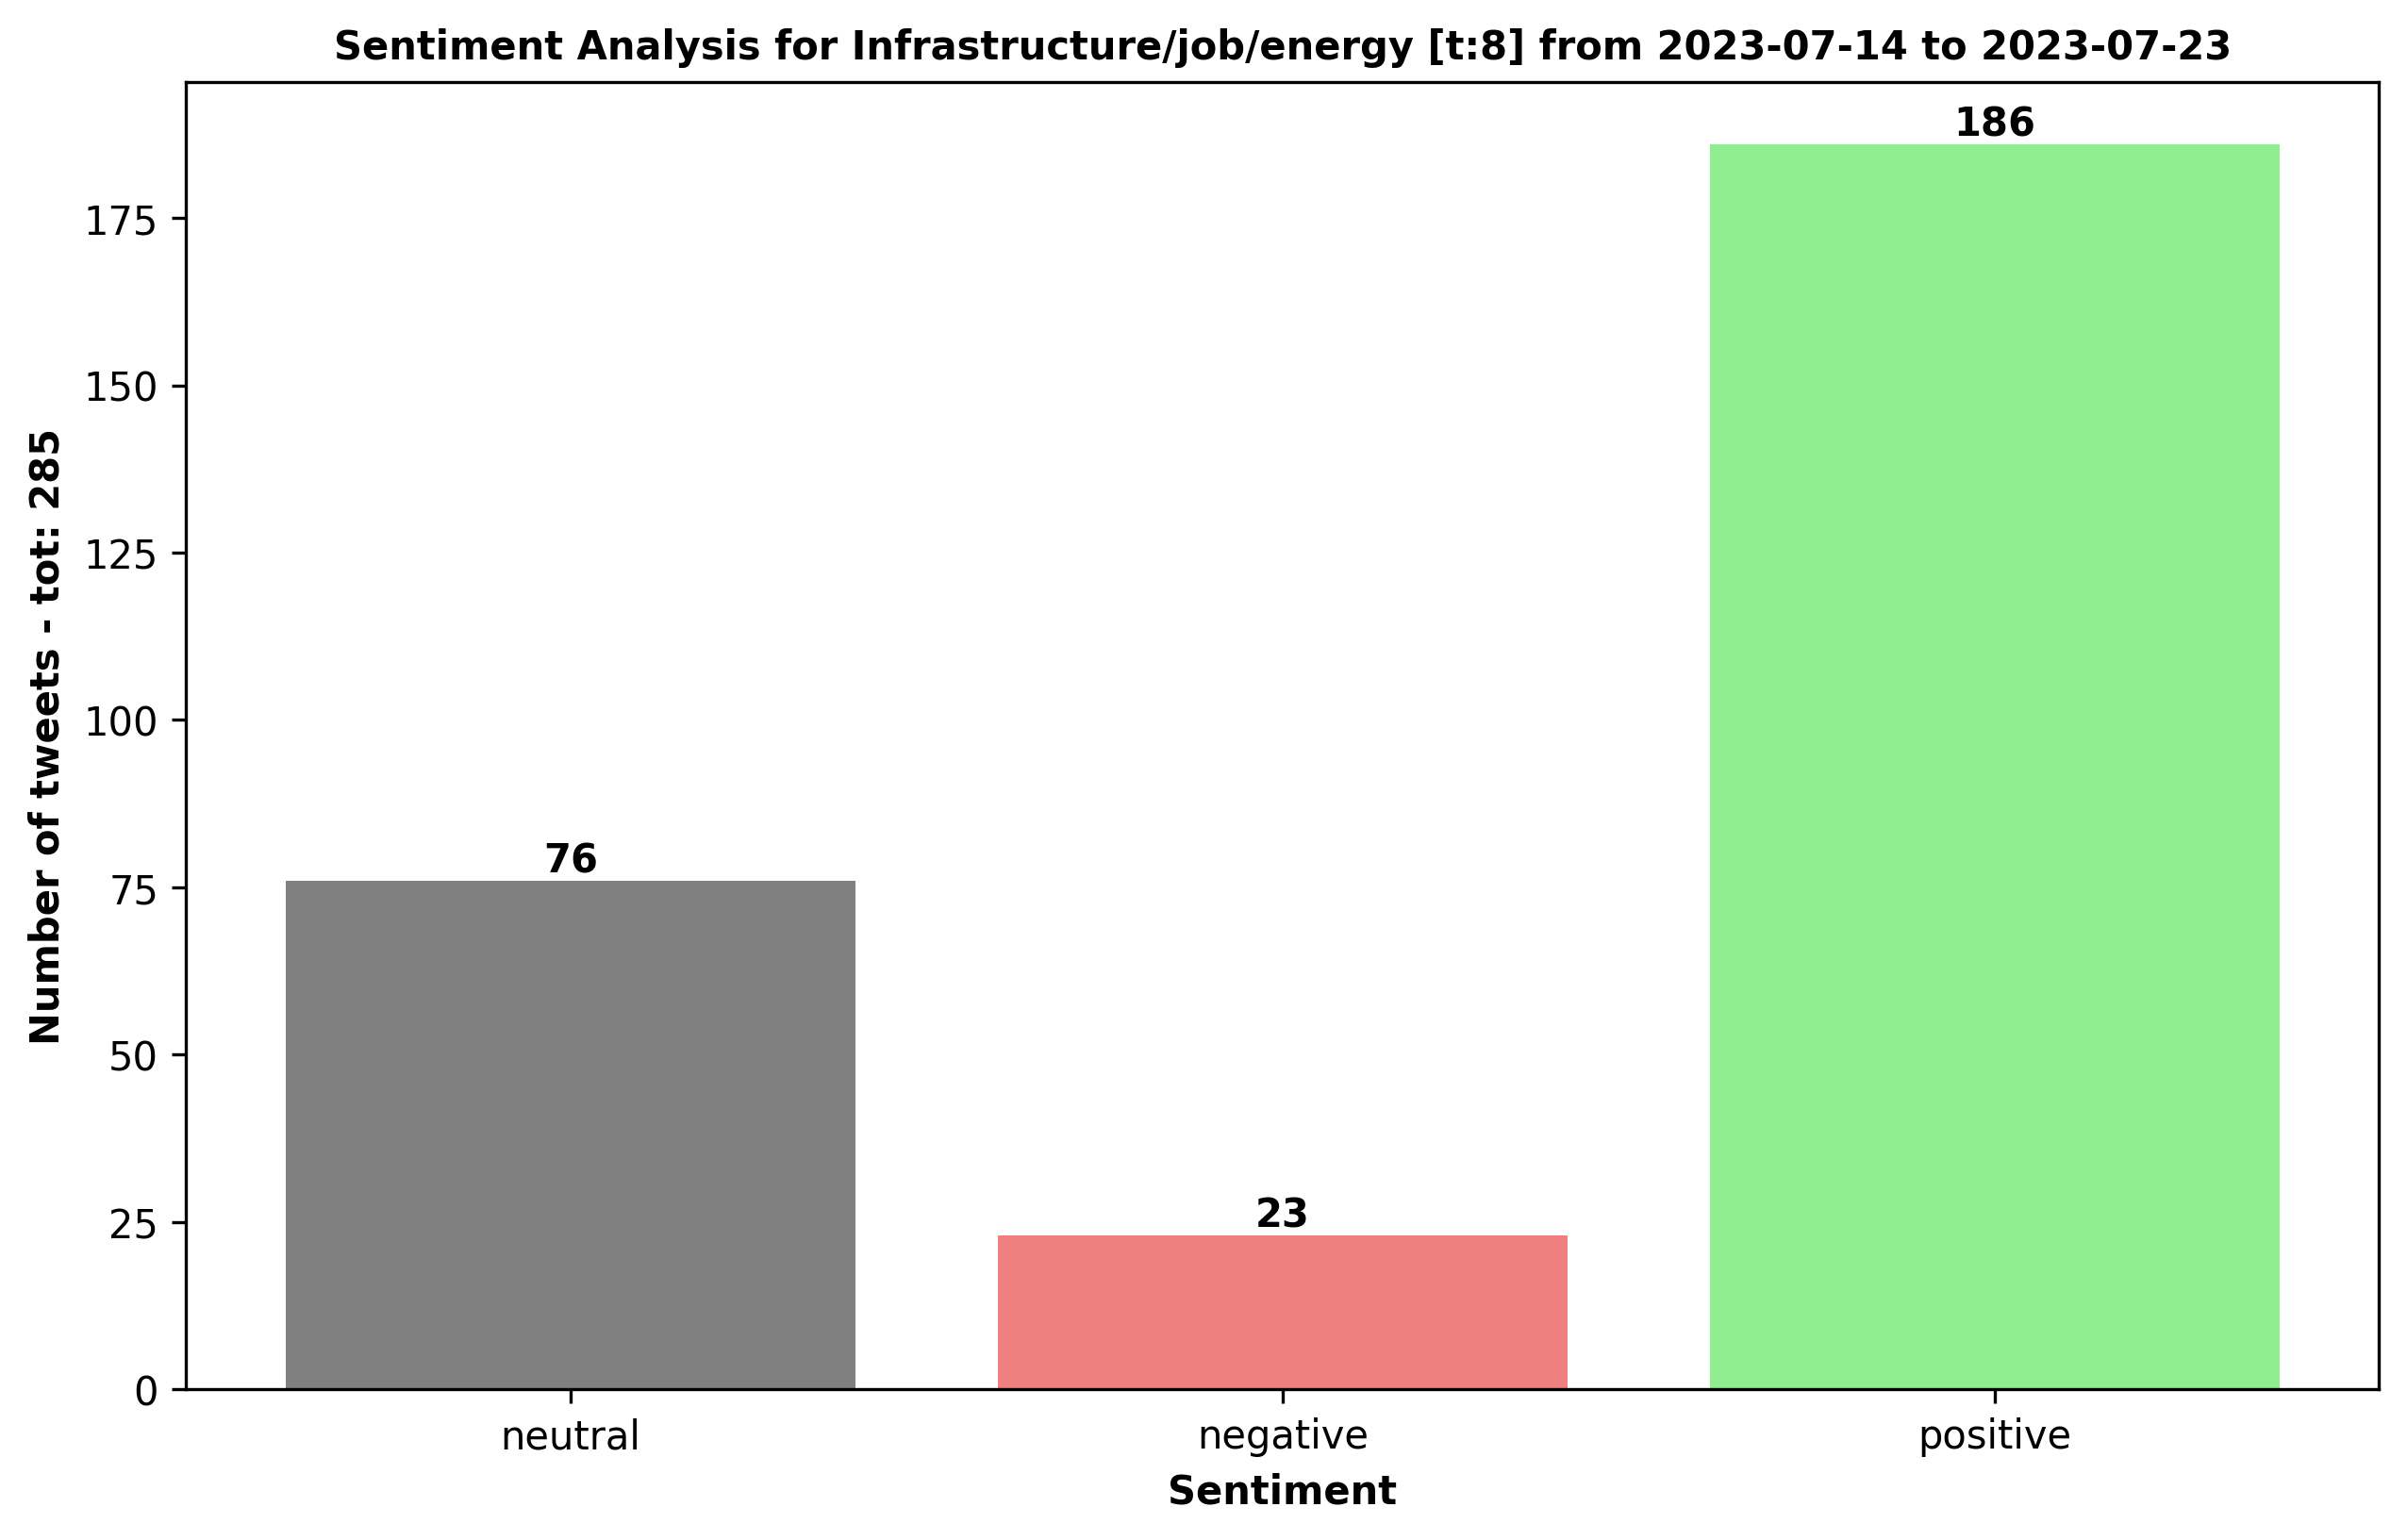 Sentiment Analysis for Infrastructure/job/energy [t:8] from 2023-07-14 to 2023-07-23
Number of tweets - tot: 285
175
150
125
100
75
50
25
0
76
23
186
neutral
negative
positive
Sentiment